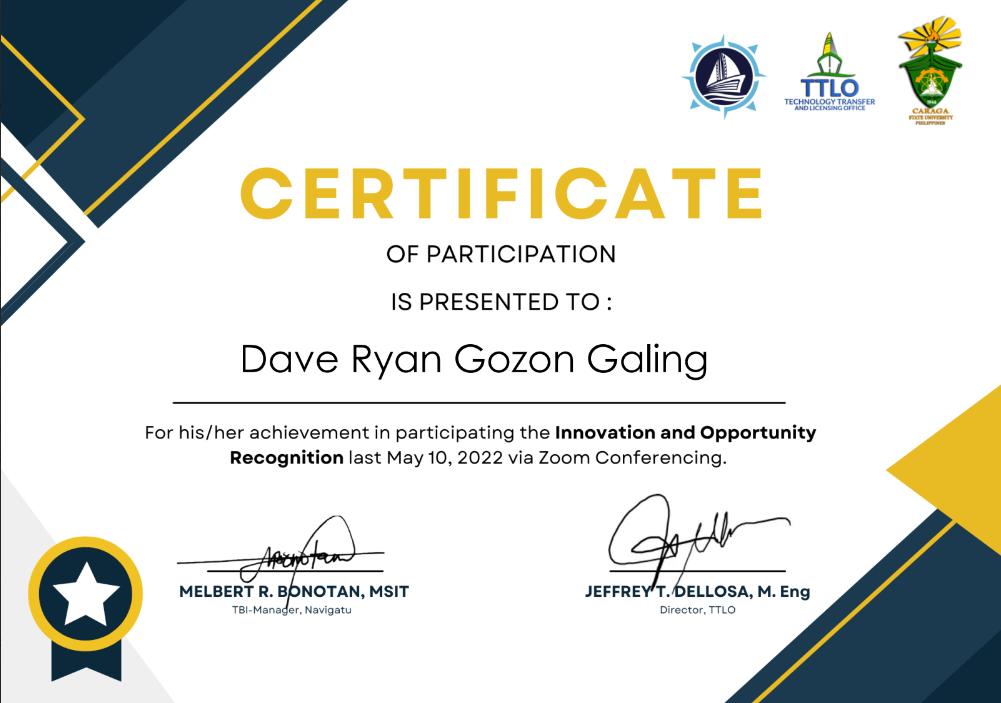 TTLO
TECHNOLOGY TRANSFER
AND LICENSING OFFICE
1946
CARAGA
STATE UNIVERSITY
PHILIPPINES
CERTIFICATE
OF PARTICIPATION
IS PRESENTED TO :
Dave Ryan Gozon Galing
For his/her achievement in participating the Innovation and Opportunity
Recognition last May 10, 2022 via Zoom Conferencing.
MELBERT R. BONOTAN, MSIT
TBI-Manager, Navigatu
JEFFREY T. DELLOSA, M. Eng
Director, TTLO